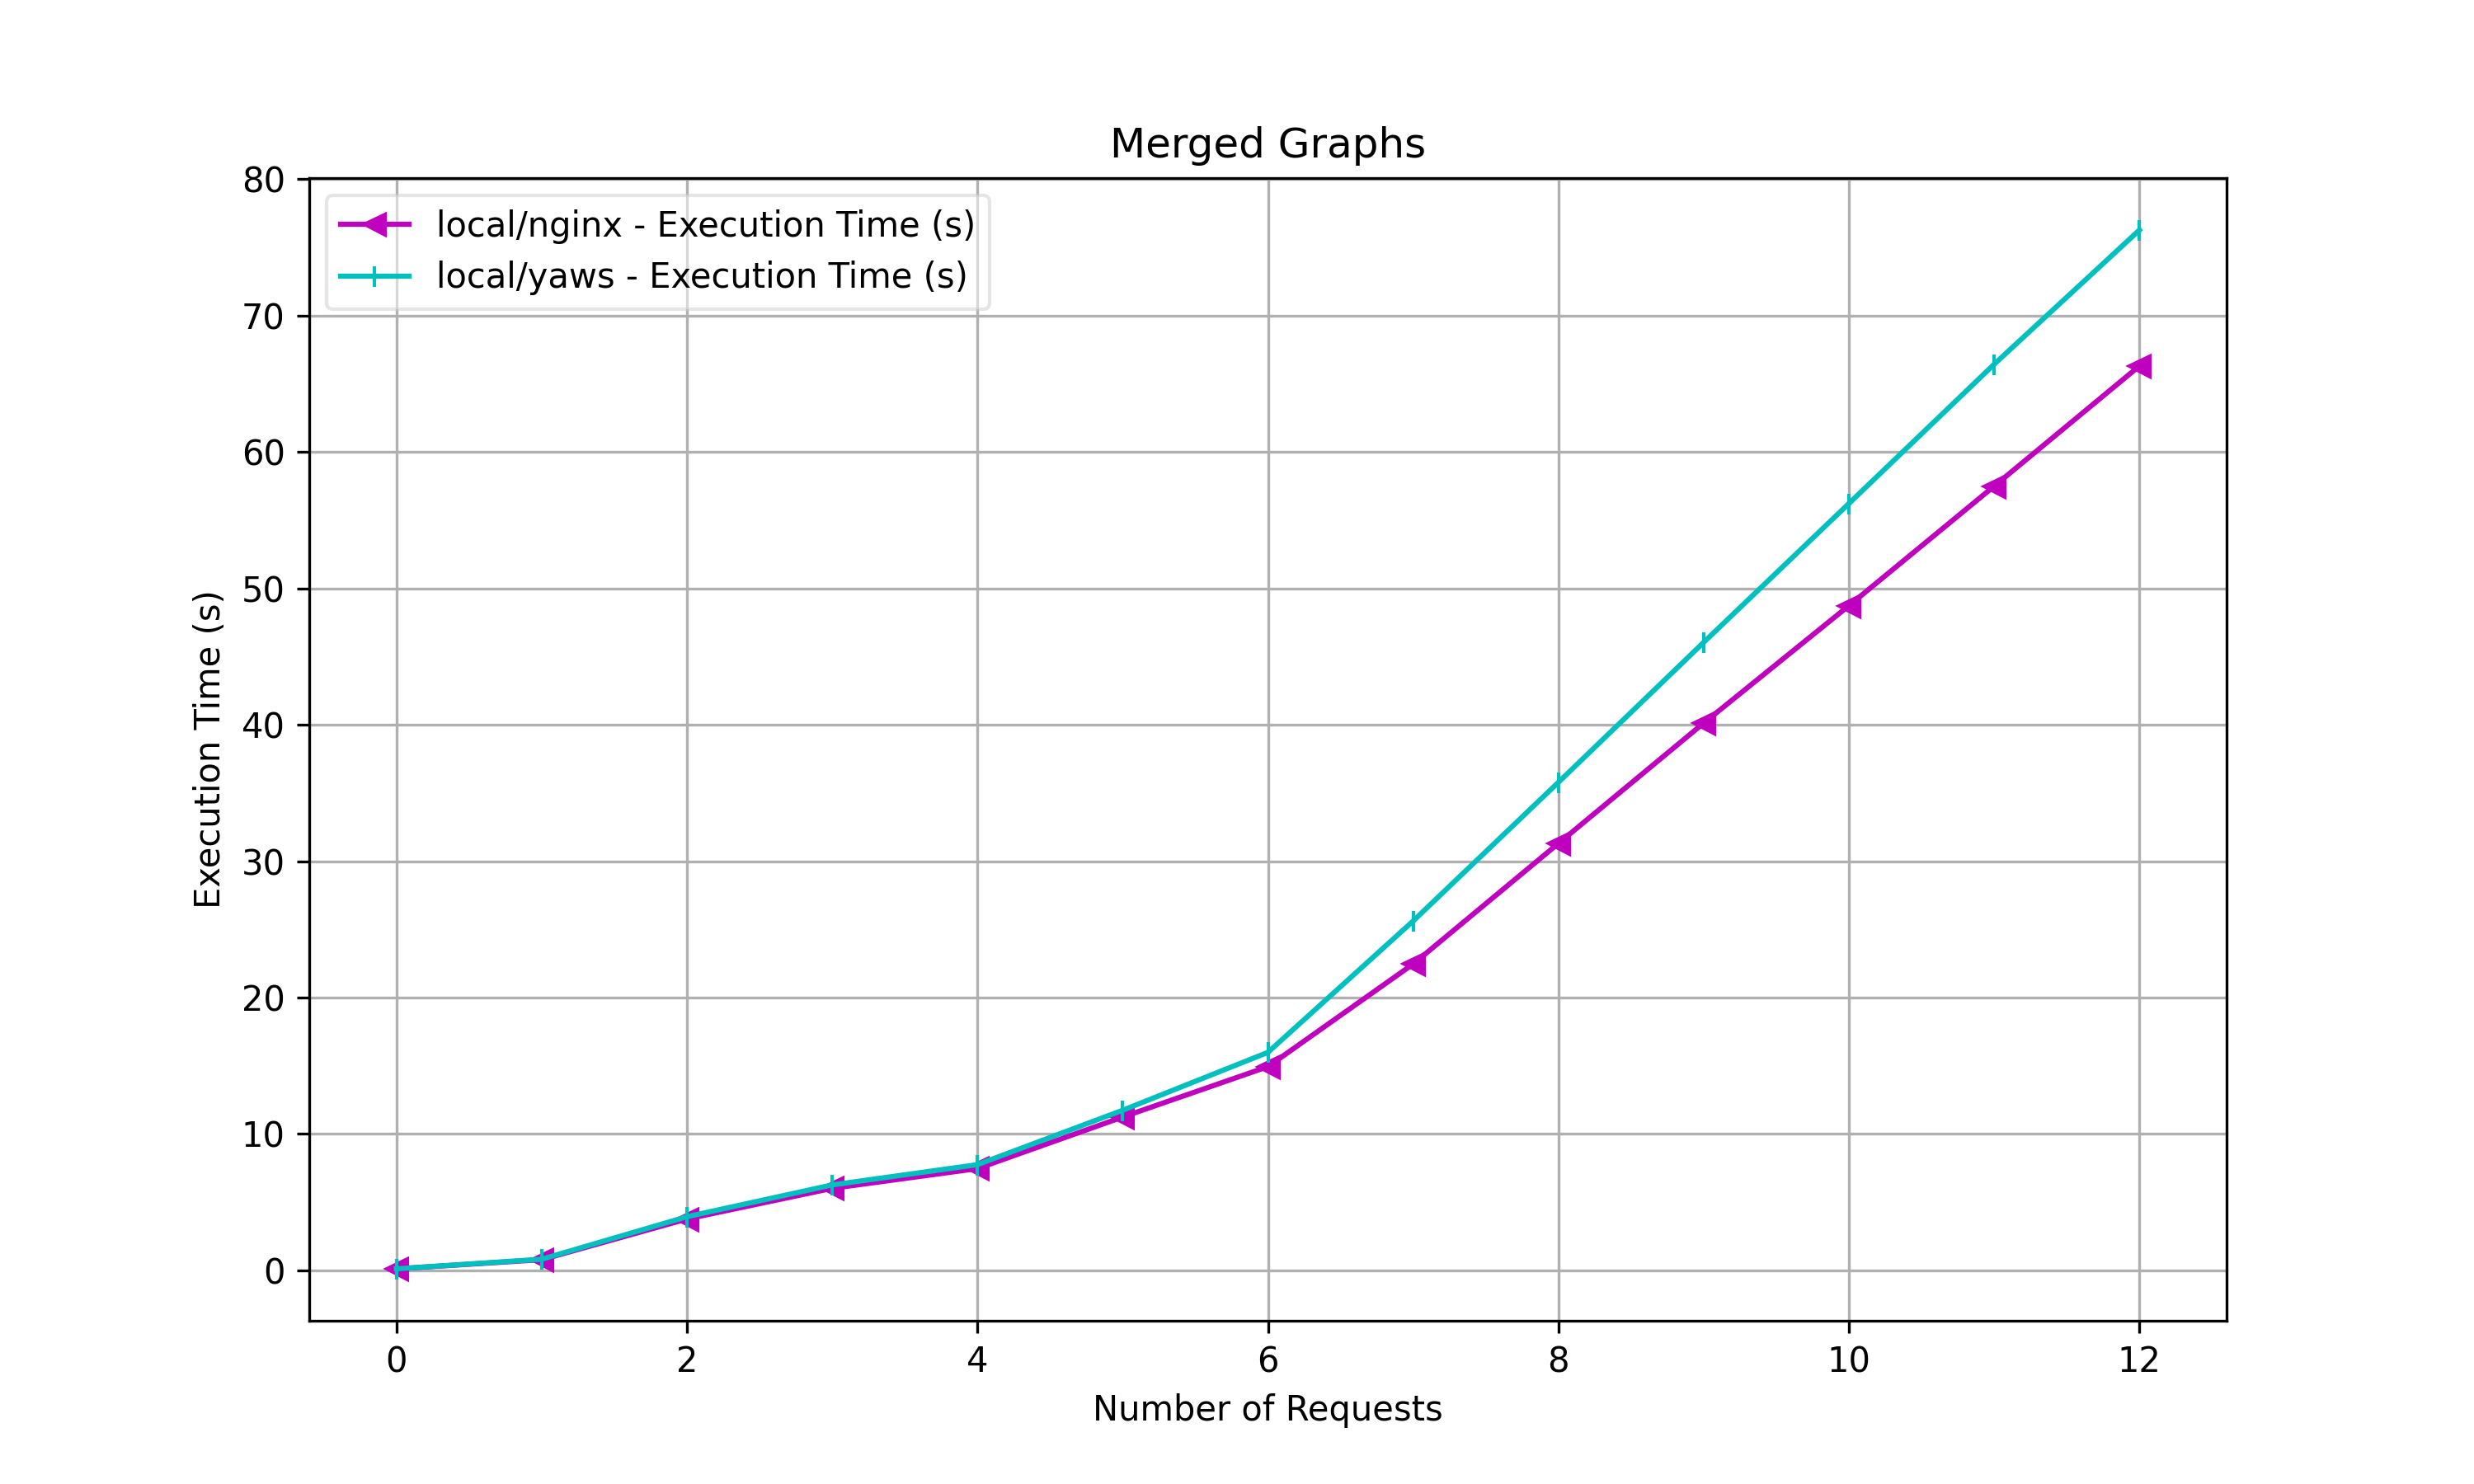 Merged Graphs
local/nginx - Execution Time (s)
local/yaws - Execution Time (s)
80
70
60
50
40
30
20
10
0
Execution Time (s)
0 2 4 6 8 10 12
Number of Requests